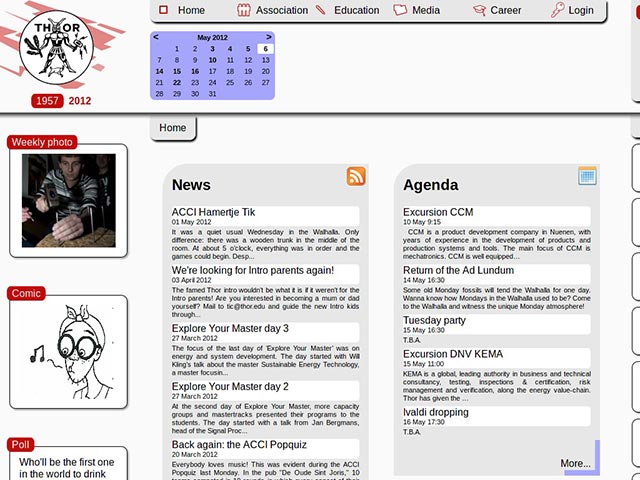 Home Association Education Media Career Login
THOR
1957 2012
< May 2012 >
1 2 3 4 5 6
7 8 9 10 11 12 13
14 15 16 17 18 19 20
21 22 23 24 25 26 27
28 29 30 31
Home
Weekly photo
Comic
Poll
Who'll be the first one
in the world to drink
News
ACCI Hamertje Tik
01 May 2012
It was a quiet usual Wednesday in the Walhalla. Only
difference: there was a wooden trunk in the middle of the
room. At about 5 o'clock, everything was in order and the
games could begin. Desp...
We're looking for Intro parents again!
03 April 2012
The famed Thor intro wouldn't be what it is if it weren't for the
Intro parents! Are you interested in becoming a mum or dad
yourself? Mail to tic@thor.edu and guide the new Intro kids
through...
Explore Your Master day 3
27 March 2012
The focus of the last day of 'Explore Your Master' was on
energy and system development. The day started with Will
Kling's talk about the master Sustainable Energy Technology,
a master focusin...
Explore Your Master day 2
27 March 2012
At the second day of Explore Your Master, more capacity
groups and mastertracks presented their programs to the
students. The day started with a talk from Jan Bergmans,
head of the Signal Proc...
Back again: the ACCI Popquiz
20 March 2012
Everybody loves music! This was evident during the ACCI
Popquiz last Monday. In the pub "De Oude Sint Joris," 10
Agenda
Excursion CCM
10 May 9:15
CCM is a product development company in Nuenen, with
years of experience in the development of products and
production systems and tools. The main focus of CCM is
mechatronics. CCM is well equipped...
Return of the Ad Lundum
14 May 16:30
Some old Monday fossils will tend the Walhalla for one day.
Wanna know how Mondays in the Walhalla used to be? Come
to the Walhalla and witness the unique Monday atmosphere!
Tuesday party
15 May 16:30
T.B.A.
Excursion DNV KEMA
15 May 11:00
KEMA is a global, leading authority in business and technical
consultancy, testing, inspections & certification, risk
management and verification, along the energy value-chain.
Thor has given the ...
Ivaldi dropping
16 May 17:30
T.B.A.
More...